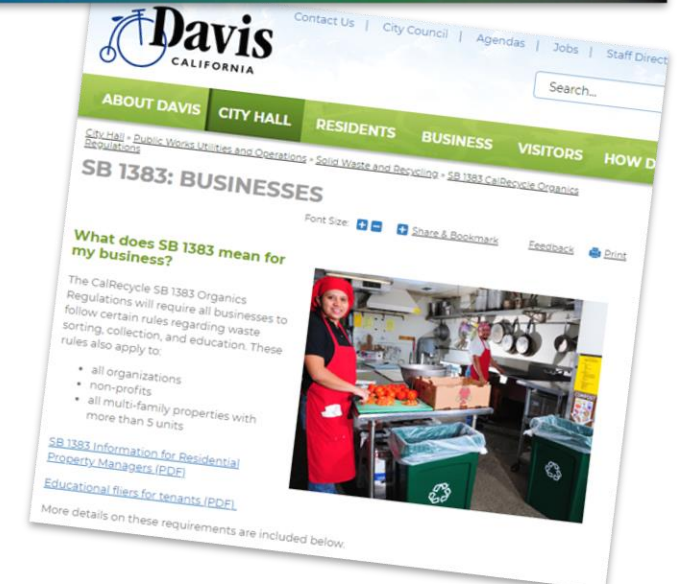 Davis
CALIFORNIA
Contact Us | City Council | Agendas | Jobs | Staff Direct
Search...
ABOUT DAVIS CITY HALL RESIDENTS BUSINESS VISITORS HOW D
City Hall » Public Works Utilities and Operations » Solid Waste and Recycling » SB 1383 CalRecycle Organics
Regulations
SB 1383: BUSINESSES
Font Size: + − + Share & Bookmark Feedback Print
What does SB 1383 mean for
my business?
The CalRecycle SB 1383 Organics
Regulations will require all businesses to
follow certain rules regarding waste
sorting, collection, and education. These
rules also apply to:
• all organizations
• non-profits
• all multi-family properties with
more than 5 units
SB 1383 Information for Residential
Property Managers (PDF)
Educational fliers for tenants (PDF)
More details on these requirements are included below.